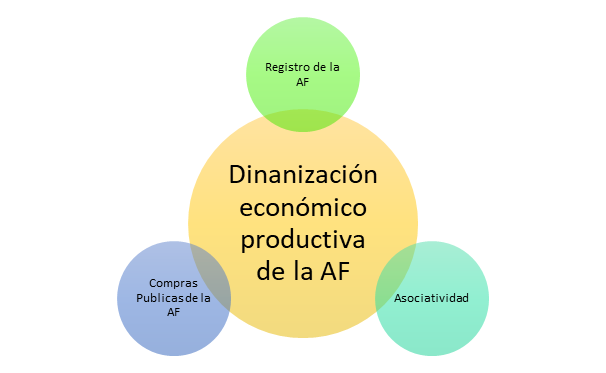 Registro de la
AF
Dinanización
económico
productiva
de la AF
Compras
Publicas de la
AF
Asociatividad